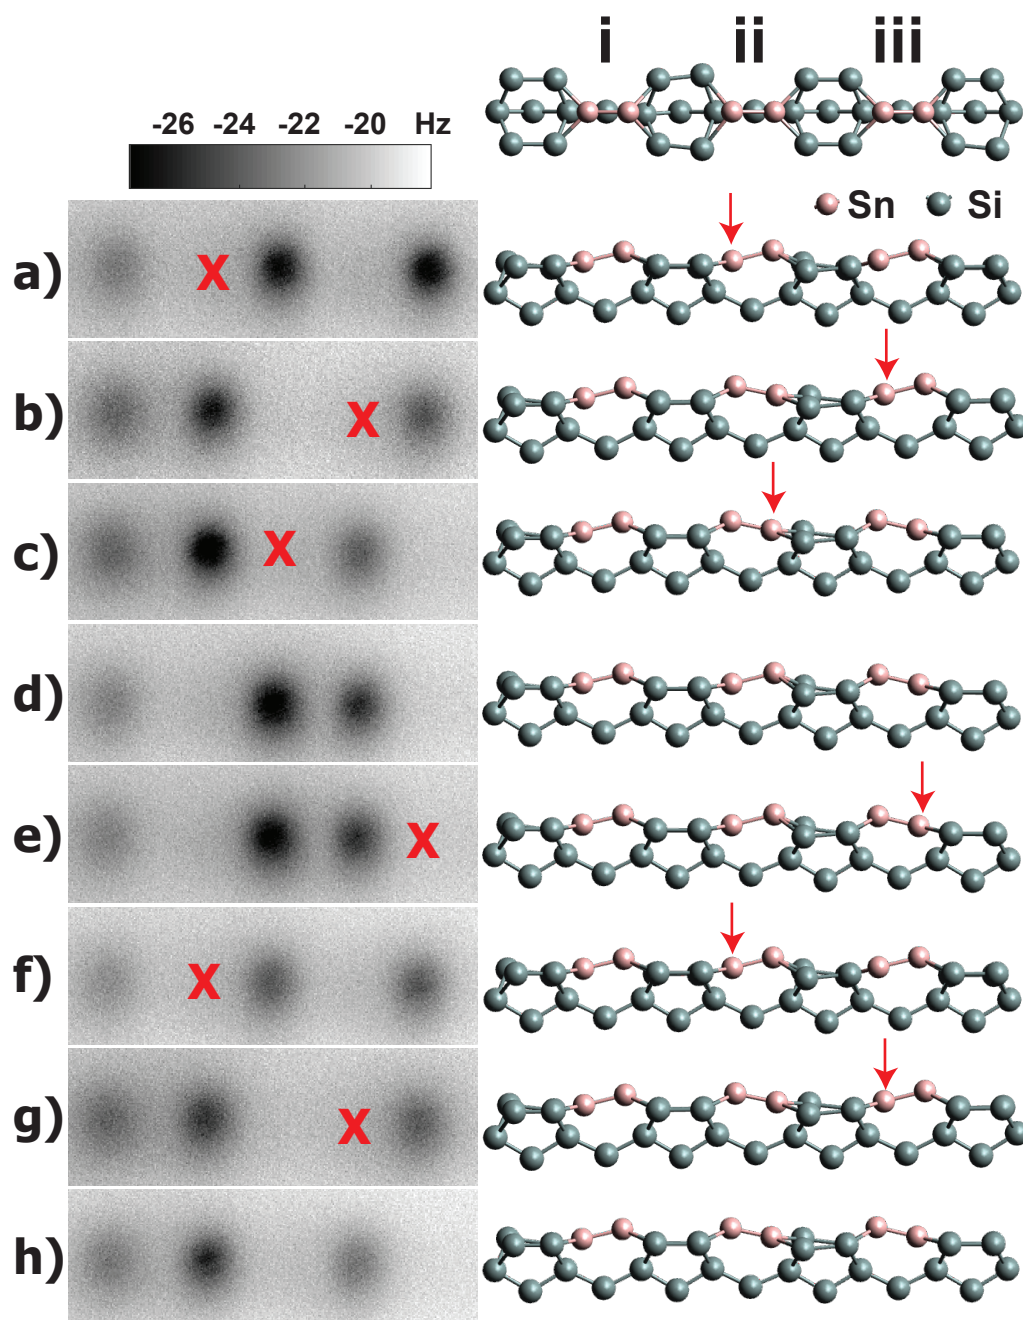 i ii iii
-26 -24 -22 -20 Hz
Sn Si
a) X
b) X
c) X
d)
e) X
f) X
g) X
h)